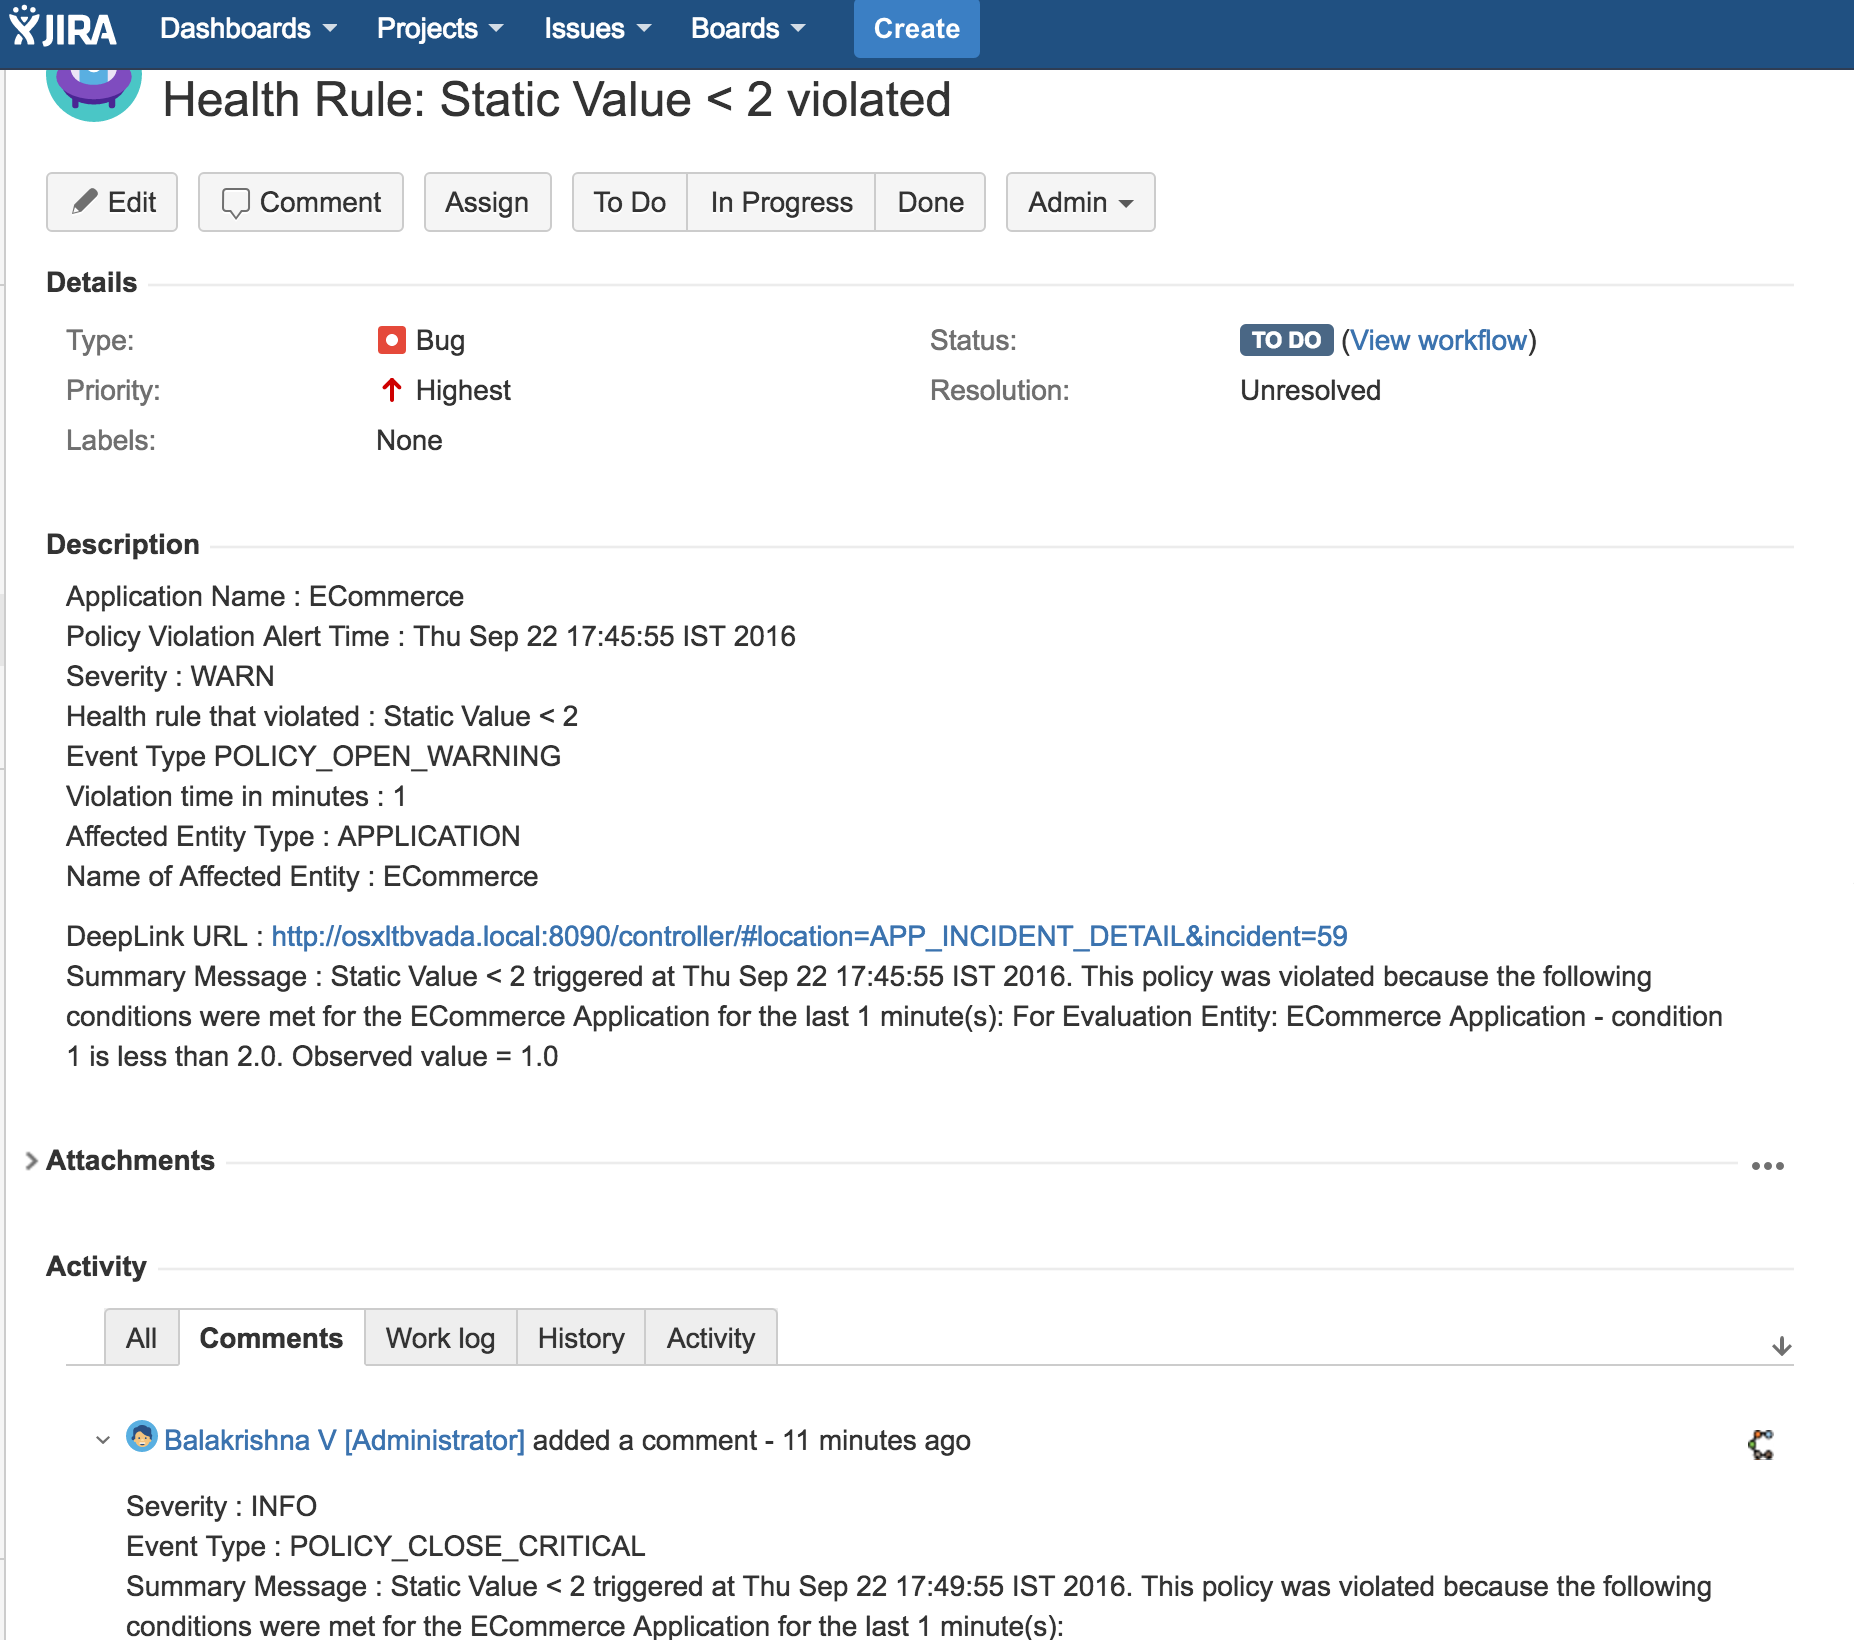 JIRA Dashboards Projects Issues Boards Create
Health Rule: Static Value < 2 violated
Edit Comment Assign To Do In Progress Done Admin
Details
Type: Bug Status: TO DO (View workflow)
Priority: Highest Resolution: Unresolved
Labels: None
Description
Application Name : ECommerce
Policy Violation Alert Time : Thu Sep 22 17:45:55 IST 2016
Severity : WARN
Health rule that violated : Static Value < 2
Event Type POLICY_OPEN_WARNING
Violation time in minutes : 1
Affected Entity Type : APPLICATION
Name of Affected Entity : ECommerce
DeepLink URL : http://osxltbvada.local:8090/controller/#location=APP_INCIDENT_DETAIL&incident=59
Summary Message : Static Value < 2 triggered at Thu Sep 22 17:45:55 IST 2016. This policy was violated because the following
conditions were met for the ECommerce Application for the last 1 minute(s): For Evaluation Entity: ECommerce Application - condition
1 is less than 2.0. Observed value = 1.0
Attachments
Activity
All Comments Work log History Activity
Balakrishna V [Administrator] added a comment - 11 minutes ago
Severity : INFO
Event Type : POLICY_CLOSE_CRITICAL
Summary Message : Static Value < 2 triggered at Thu Sep 22 17:49:55 IST 2016. This policy was violated because the following
conditions were met for the ECommerce Application for the last 1 minute(s):